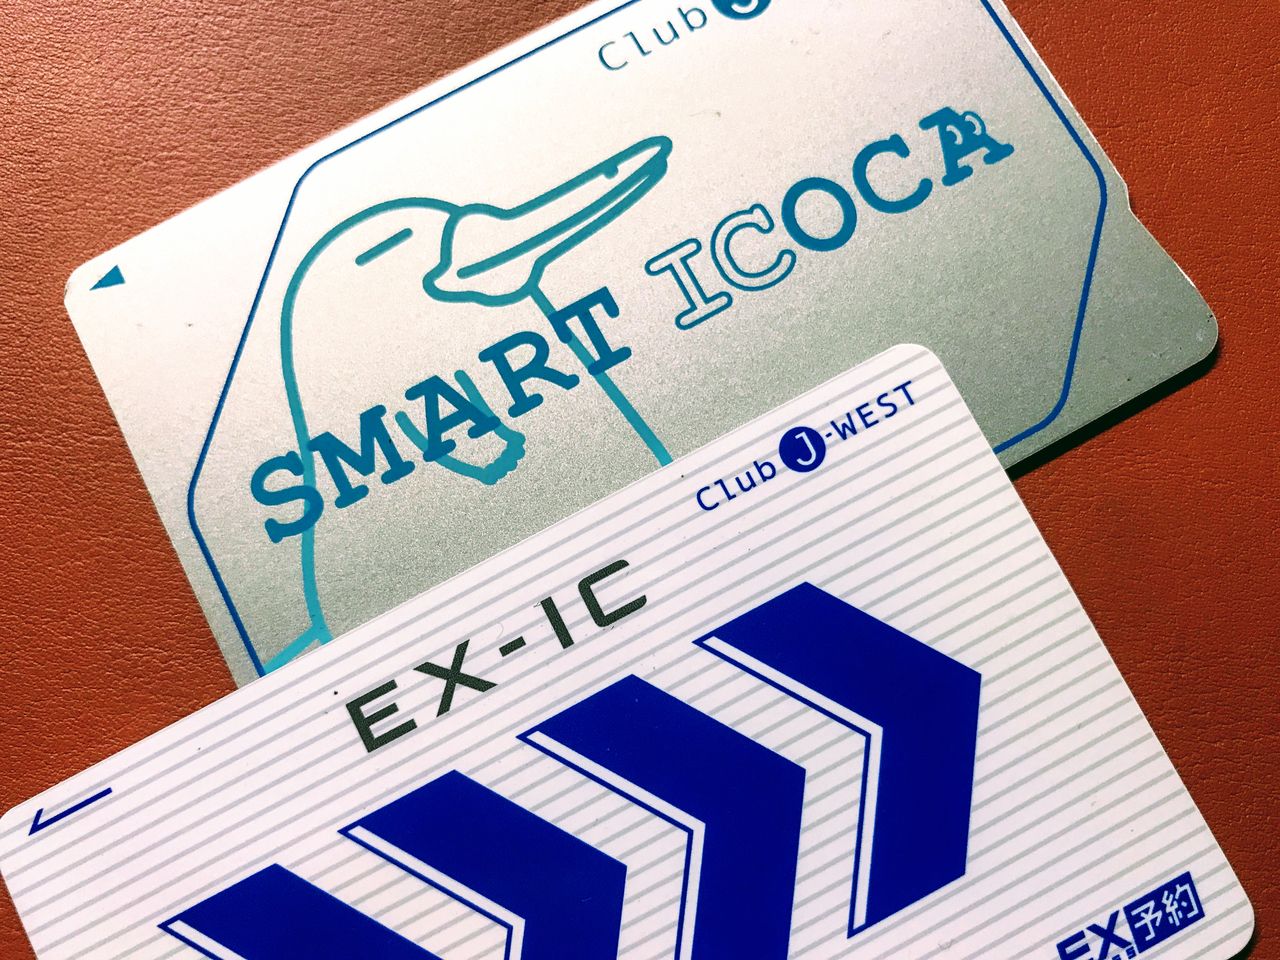 Club J
SMART ICOCA
Club J-WEST
EX-IC
EX予約